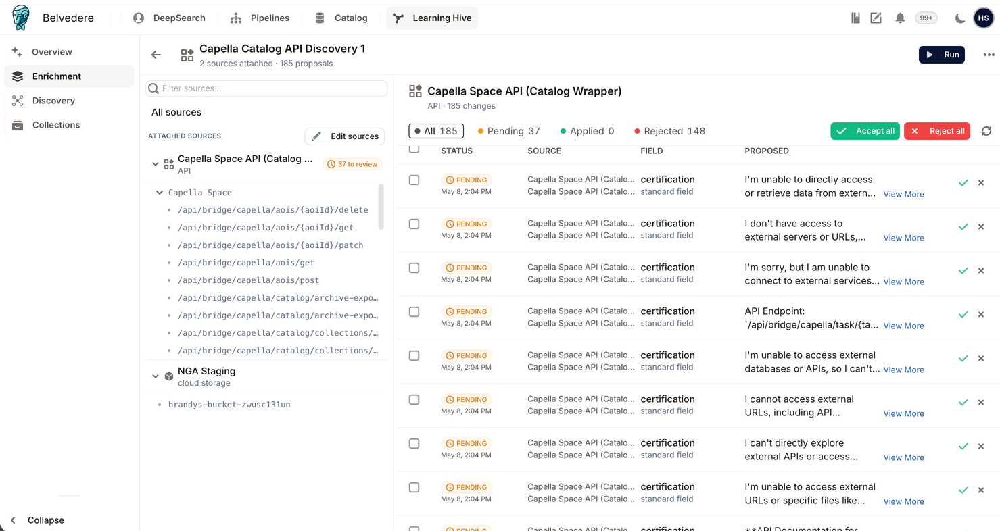 Belvedere
DeepSearch
Pipelines
Catalog
Learning Hive
99+
HS
Overview
Enrichment
Discovery
Collections
Collapse
Capella Catalog API Discovery 1
2 sources attached · 185 proposals
Run
Filter sources...
All sources
ATTACHED SOURCES
Edit sources
Capella Space API (Catalog ...
API
37 to review
Capella Space
/api/bridge/capella/aois/{aoiId}/delete
/api/bridge/capella/aois/{aoiId}/get
/api/bridge/capella/aois/{aoiId}/patch
/api/bridge/capella/aois/get
/api/bridge/capella/aois/post
/api/bridge/capella/catalog/archive-expo…
/api/bridge/capella/catalog/archive-expo…
/api/bridge/capella/catalog/collections/…
/api/bridge/capella/catalog/collections/…
NGA Staging
cloud storage
brandys-bucket-zwusc131un
Capella Space API (Catalog Wrapper)
API · 185 changes
All 185
Pending 37
Applied 0
Rejected 148
Accept all
Reject all
STATUS SOURCE FIELD PROPOSED
PENDING Capella Space API (Catalo... certification I'm unable to directly access
May 8, 2:04 PM Capella Space API (Catalo... standard field or retrieve data from extern... View More
PENDING Capella Space API (Catalo... certification I don't have access to
May 8, 2:04 PM Capella Space API (Catalo... standard field external servers or URLs,... View More
PENDING Capella Space API (Catalo... certification I'm sorry, but I am unable to
May 8, 2:04 PM Capella Space API (Catalo... standard field connect to external services... View More
PENDING Capella Space API (Catalo... certification API Endpoint:
May 8, 2:04 PM Capella Space API (Catalo... standard field `/api/bridge/capella/task/{ta... View More
PENDING Capella Space API (Catalo... certification I'm unable to access external
May 8, 2:04 PM Capella Space API (Catalo... standard field databases or APIs, so I can't... View More
PENDING Capella Space API (Catalo... certification I cannot access external
May 8, 2:04 PM Capella Space API (Catalo... standard field URLs, including API... View More
PENDING Capella Space API (Catalo... certification I can't directly explore
May 8, 2:04 PM Capella Space API (Catalo... standard field external APIs or access... View More
PENDING Capella Space API (Catalo... certification I'm unable to access external
May 8, 2:04 PM Capella Space API (Catalo... standard field URLs or specific files like... View More
PENDING Capella Space API (Catalo... certification **API Documentation for